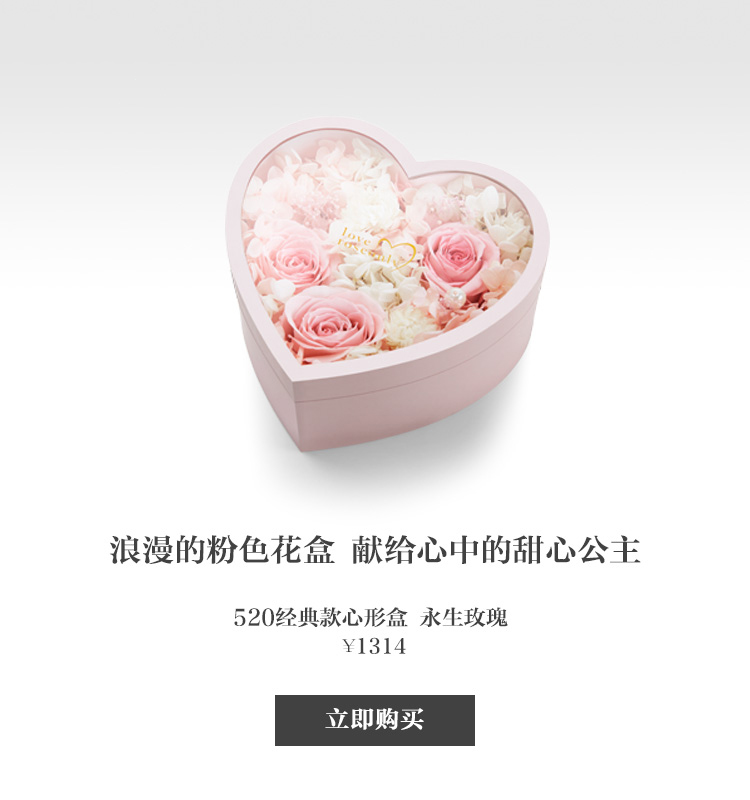 love
roseonly
浪漫的粉色花盒 献给心中的甜心公主
520经典款心形盒 永生玫瑰
¥1314
立即购买